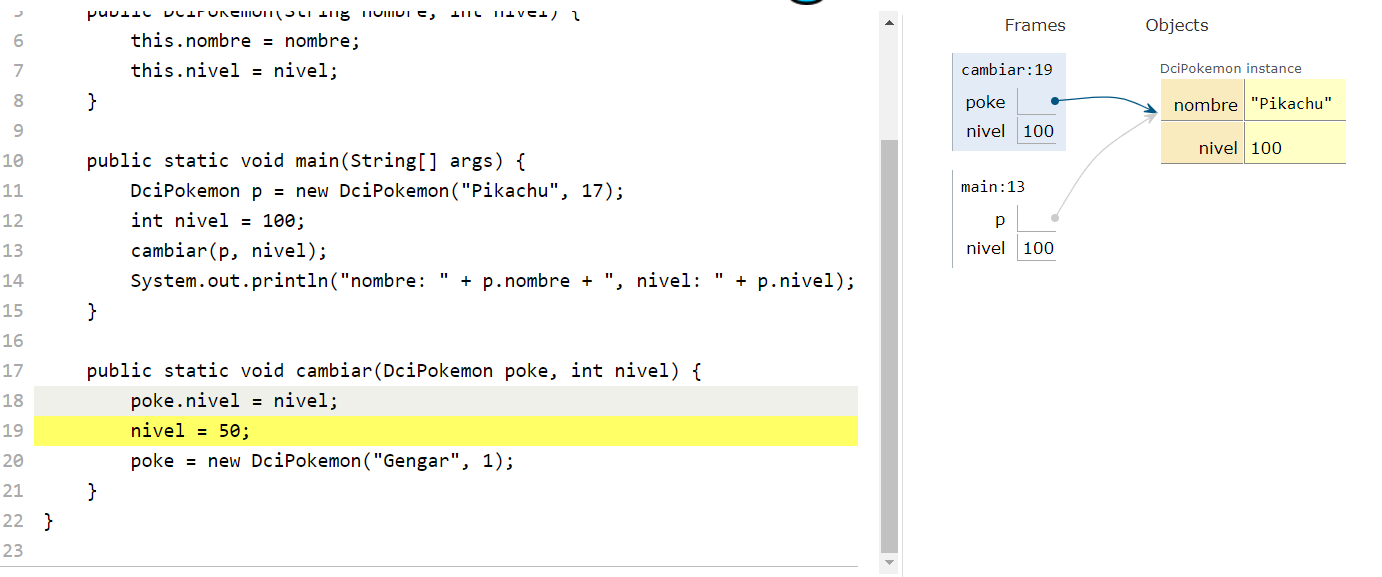 5 public DciPokemon(String nombre, int nivel) {
6 this.nombre = nombre;
7 this.nivel = nivel;
8 }
9
10 public static void main(String[] args) {
11 DciPokemon p = new DciPokemon("Pikachu", 17);
12 int nivel = 100;
13 cambiar(p, nivel);
14 System.out.println("nombre: " + p.nombre + ", nivel: " + p.nivel);
15 }
16
17 public static void cambiar(DciPokemon poke, int nivel) {
18 poke.nivel = nivel;
19 nivel = 50;
20 poke = new DciPokemon("Gengar", 1);
21 }
22 }
23
Frames
Objects
cambiar:19
poke
nivel 100
main:13
p
nivel 100
DciPokemon instance
nombre "Pikachu"
nivel 100